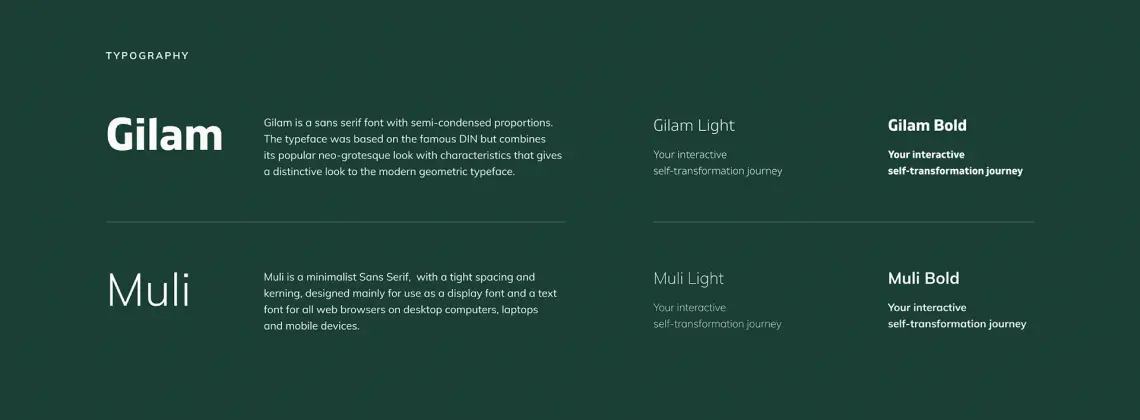 TYPOGRAPHY
Gilam
Gilam is a sans serif font with semi-condensed proportions.
The typeface was based on the famous DIN but combines
its popular neo-grotesque look with characteristics that gives
a distinctive look to the modern geometric typeface.
Gilam Light
Your interactive
self-transformation journey
Gilam Bold
Your interactive
self-transformation journey
Muli
Muli is a minimalist Sans Serif,  with a tight spacing and
kerning, designed mainly for use as a display font and a text
font for all web browsers on desktop computers, laptops
and mobile devices.
Muli Light
Your interactive
self-transformation journey
Muli Bold
Your interactive
self-transformation journey